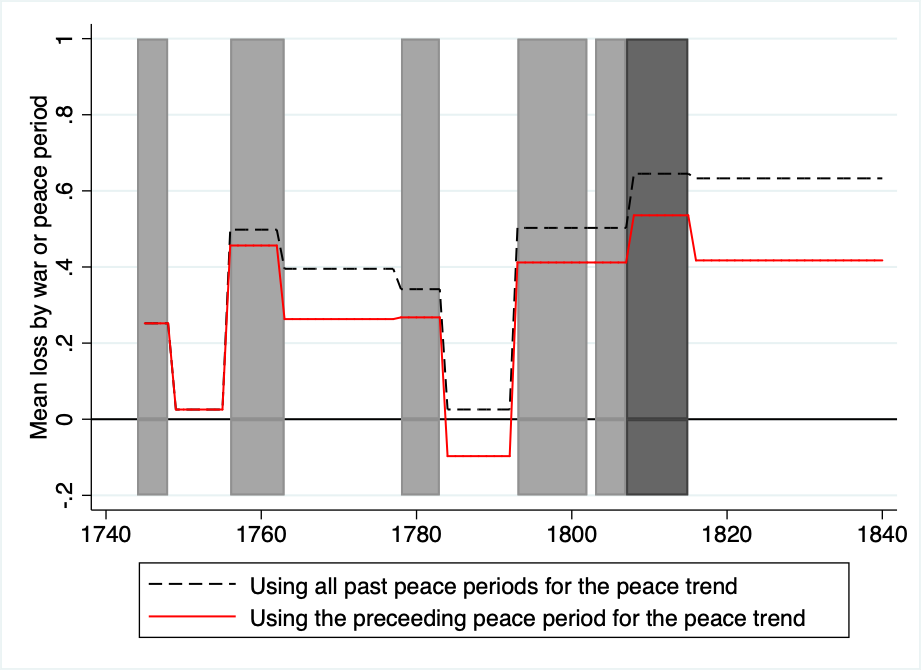 Mean loss by war or peace period
1
.8
.6
.4
.2
0
-.2
1740 1760 1780 1800 1820 1840
Using all past peace periods for the peace trend
Using the preceeding peace period for the peace trend